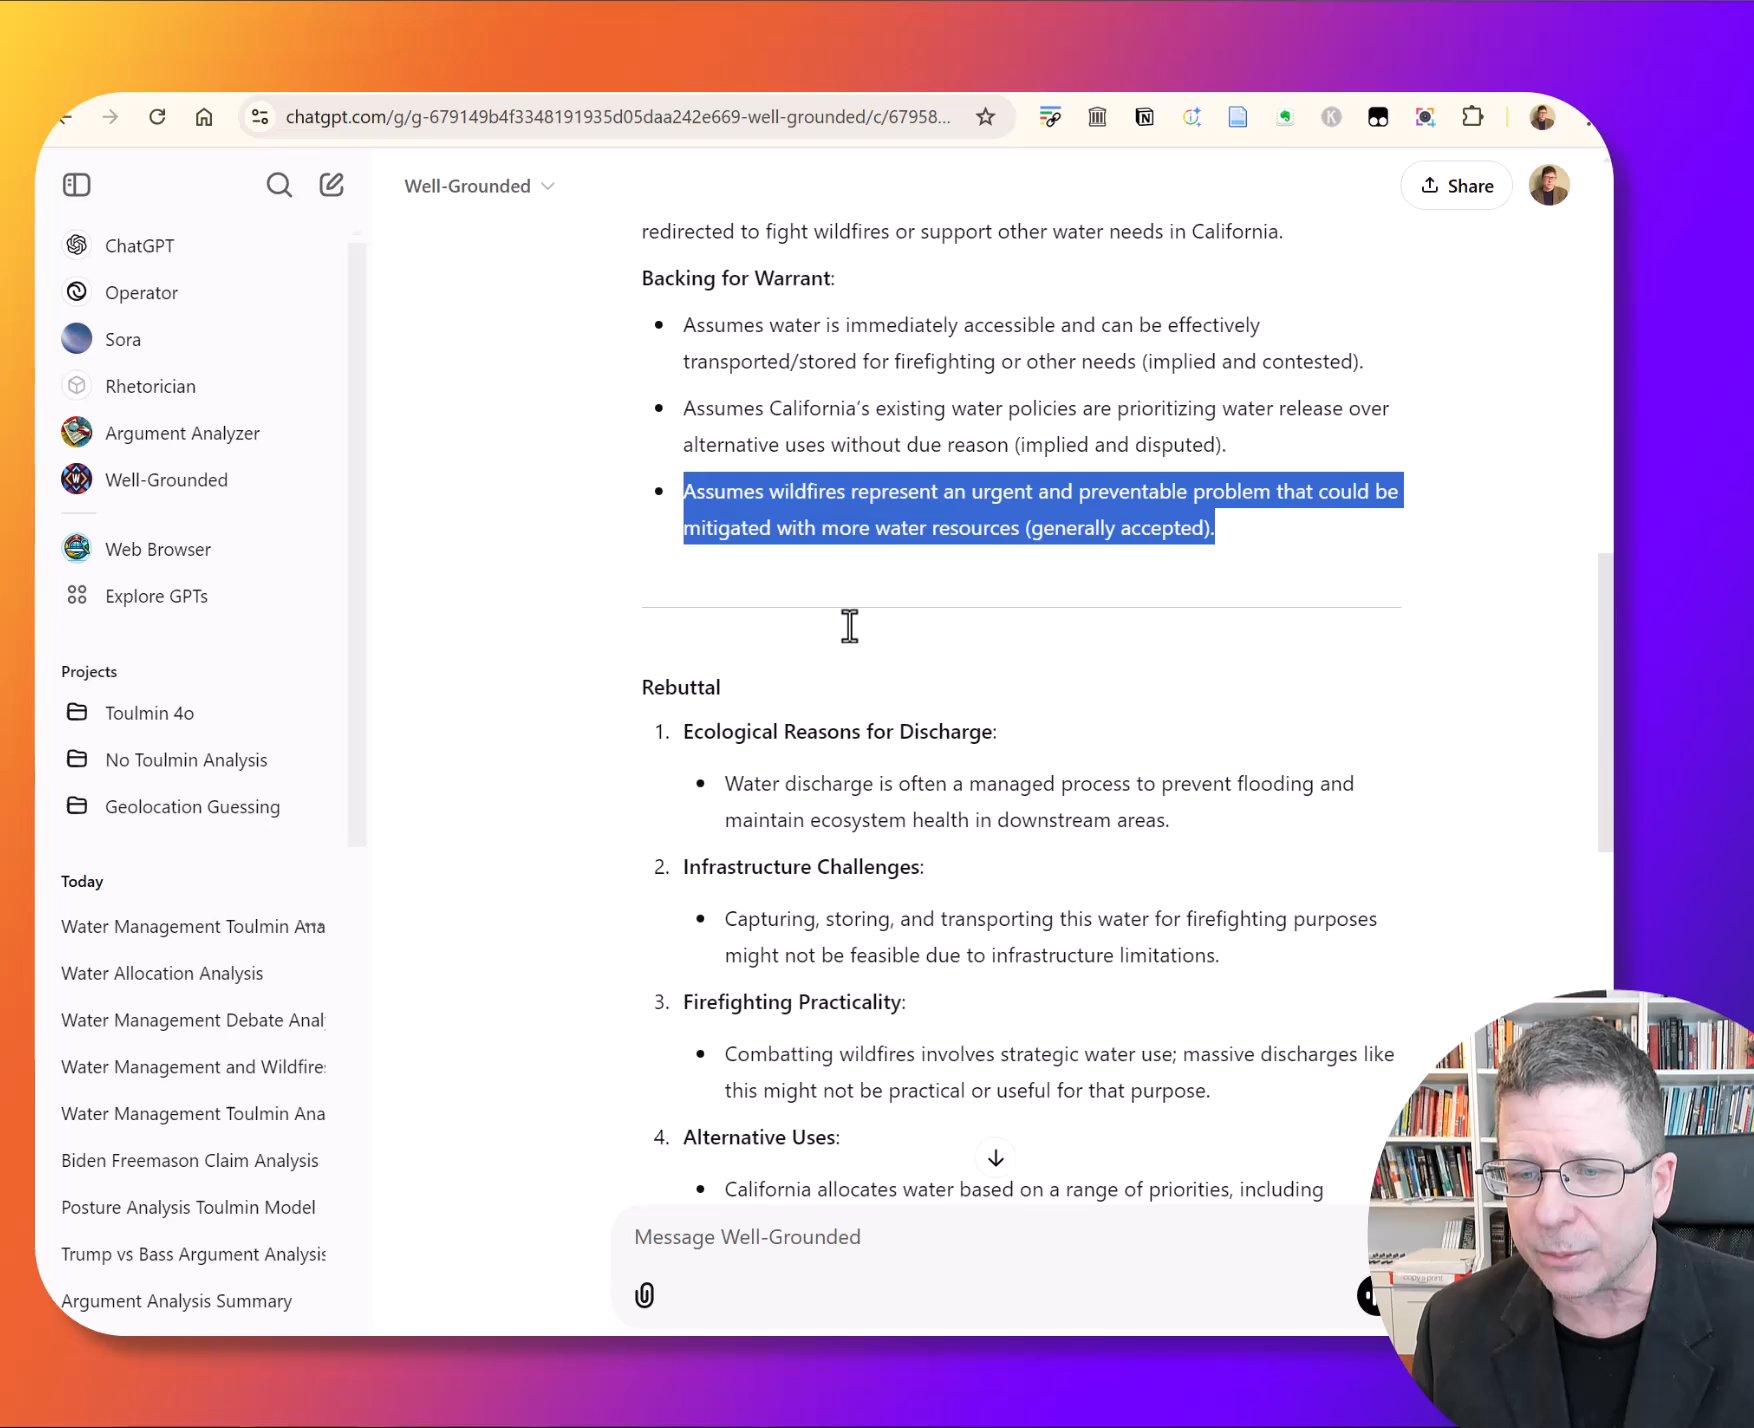 chatgpt.com/g/g-679149b4f3348191935d05daa242e669-well-grounded/c/67958...
Well-Grounded
Share
ChatGPT
Operator
Sora
Rhetorician
Argument Analyzer
Well-Grounded
Web Browser
Explore GPTs
Projects
Toulmin 4o
No Toulmin Analysis
Geolocation Guessing
Today
Water Management Toulmin Ana
Water Allocation Analysis
Water Management Debate Anal
Water Management and Wildfires
Water Management Toulmin Ana
Biden Freemason Claim Analysis
Posture Analysis Toulmin Model
Trump vs Bass Argument Analysis
Argument Analysis Summary
redirected to fight wildfires or support other water needs in California.
Backing for Warrant:
• Assumes water is immediately accessible and can be effectively
transported/stored for firefighting or other needs (implied and contested).
• Assumes California's existing water policies are prioritizing water release over
alternative uses without due reason (implied and disputed).
• Assumes wildfires represent an urgent and preventable problem that could be
mitigated with more water resources (generally accepted).
Rebuttal
1. Ecological Reasons for Discharge:
• Water discharge is often a managed process to prevent flooding and
maintain ecosystem health in downstream areas.
2. Infrastructure Challenges:
• Capturing, storing, and transporting this water for firefighting purposes
might not be feasible due to infrastructure limitations.
3. Firefighting Practicality:
• Combatting wildfires involves strategic water use; massive discharges like
this might not be practical or useful for that purpose.
4. Alternative Uses:
• California allocates water based on a range of priorities, including
Message Well-Grounded
copy & print